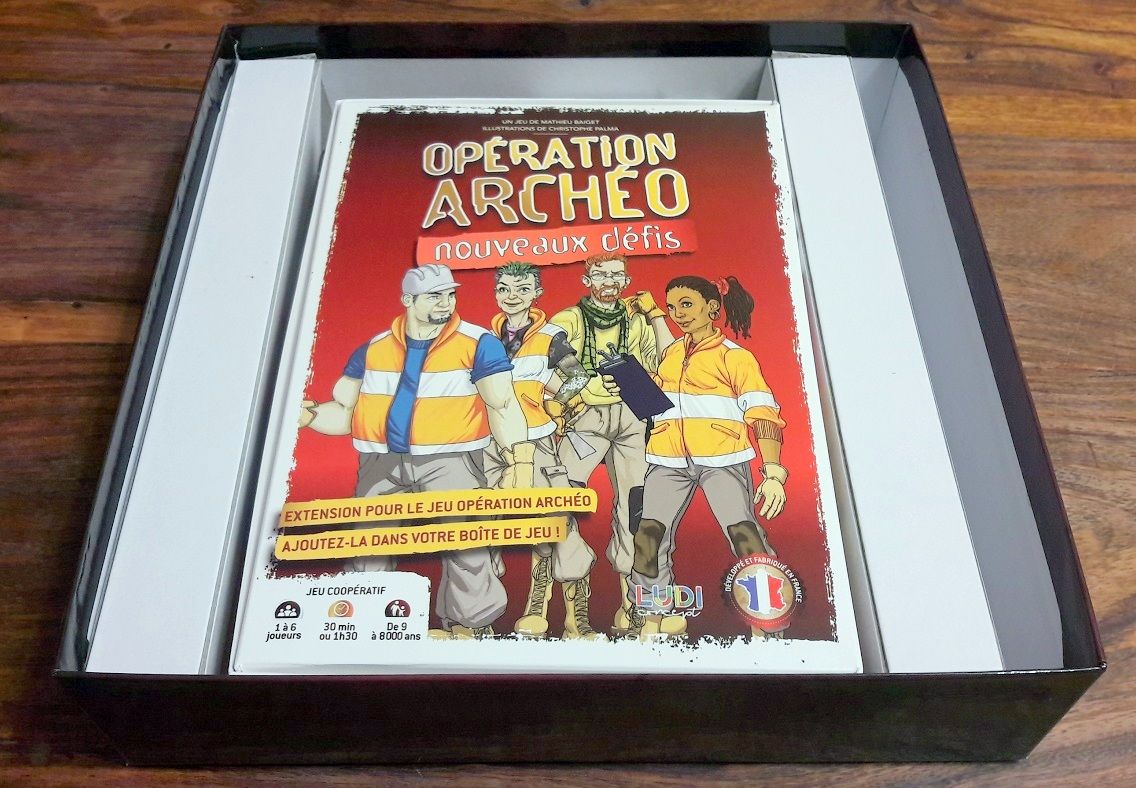 UN JEU DE MATHIEU BAIGET
ILLUSTRATIONS DE CHRISTOPHE PALMA
OPÉRATION
ARCHÉO
nouveaux défis
EXTENSION POUR LE JEU OPÉRATION ARCHÉO
AJOUTEZ-LA DANS VOTRE BOÎTE DE JEU !
JEU COOPÉRATIF
1 à 6
joueurs
30 min
ou 1h30
De 9
à 8000 ans
LUDI
concept
DÉVELOPPÉ ET FABRIQUÉ EN FRANCE